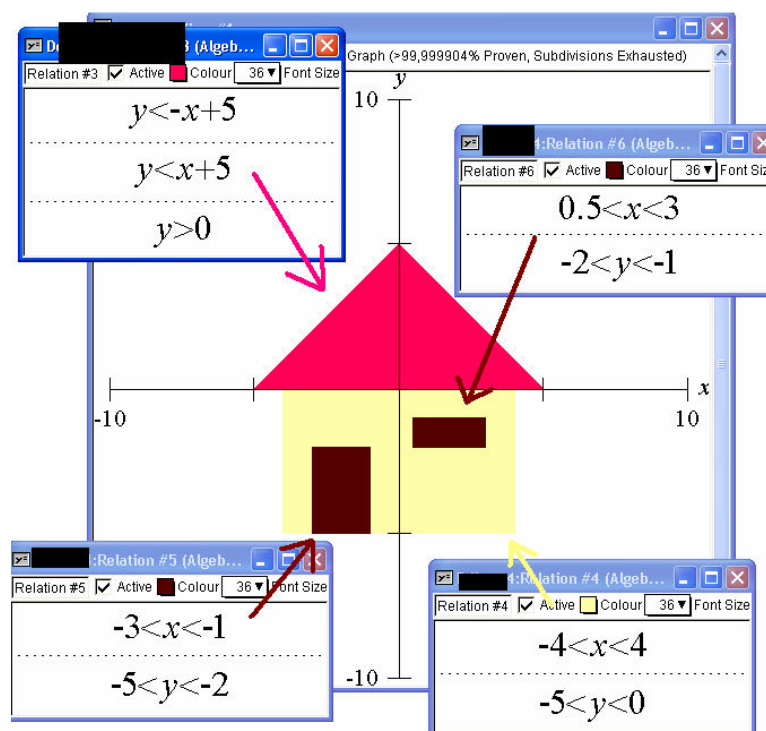 Graph (>99,999904% Proven, Subdivisions Exhausted)
3 (Algeb...
Relation #3 Active Colour 36 Font Size
y<-x+5
y<x+5
y>0
4:Relation #6 (Algeb...
Relation #6 Active Colour 36 Font Size
0.5<x<3
-2<y<-1
y
10
x
-10
10
-10
:Relation #5 (Algeb...
Relation #5 Active Colour 36 Font Size
-3<x<-1
-5<y<-2
4:Relation #4 (Algeb...
Relation #4 Active Colour 36 Font Size
-4<x<4
-5<y<0